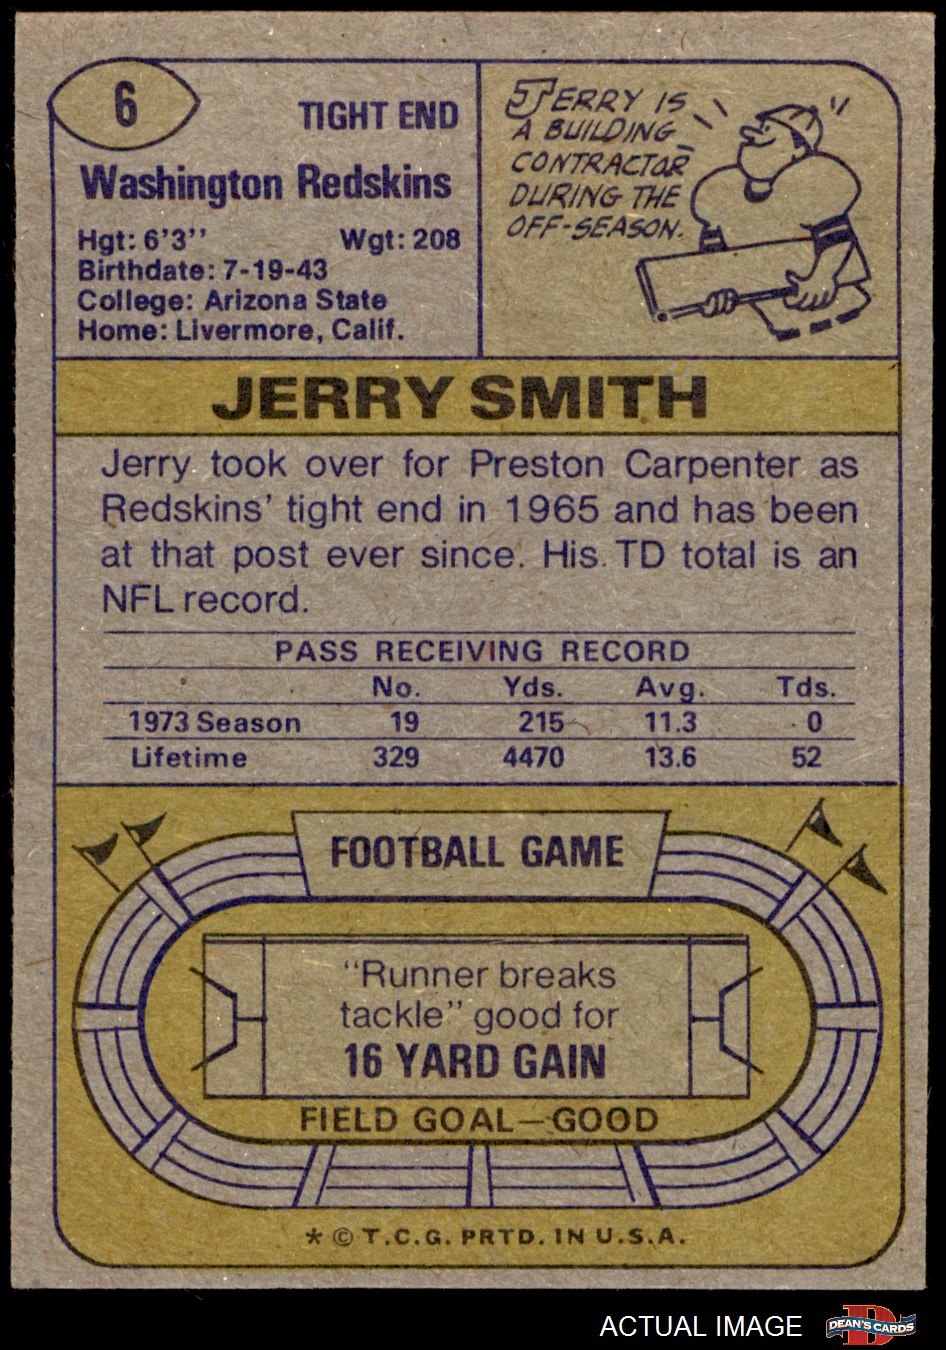 6
TIGHT END
Washington Redskins
Hgt: 6'3'' Wgt: 208
Birthdate: 7-19-43
College: Arizona State
Home: Livermore, Calif.
JERRY IS
A BUILDING
CONTRACTOR
DURING THE
OFF-SEASON.
JERRY SMITH
Jerry took over for Preston Carpenter as
Redskins' tight end in 1965 and has been
at that post ever since. His TD total is an
NFL record.
PASS RECEIVING RECORD
No. Yds. Avg. Tds.
1973 Season 19 215 11.3 0
Lifetime 329 4470 13.6 52
FOOTBALL GAME
"Runner breaks
tackle" good for
16 YARD GAIN
FIELD GOAL—GOOD
* © T.C.G. PRTD. IN U.S.A.
ACTUAL IMAGE
D
DEAN'S CARDS